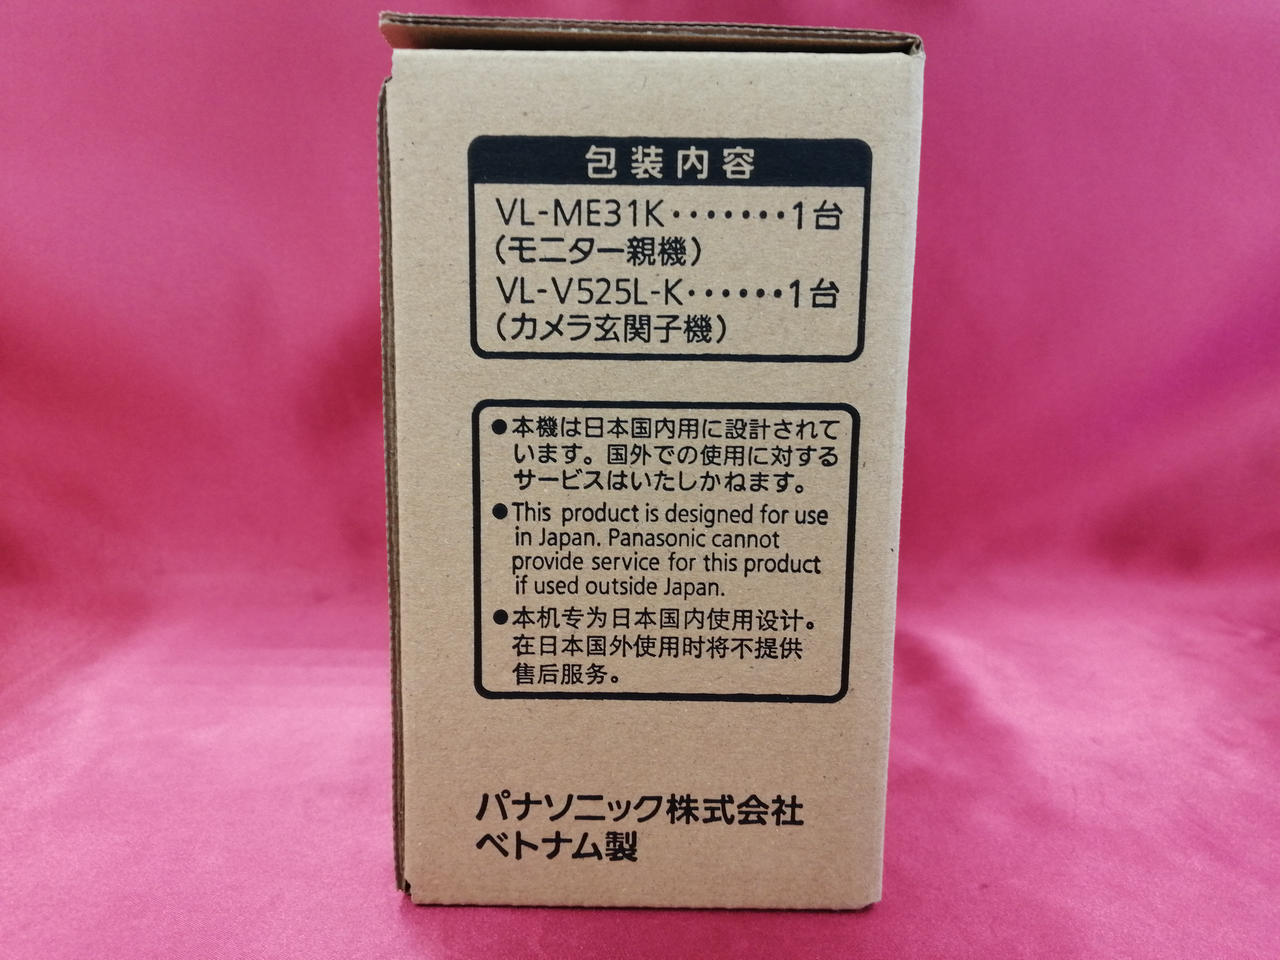 包装内容
VL-ME31K・・・・・・・1台
(モニター親機)
VL-V525L-K・・・・・・1台
(カメラ玄関子機)
●本機は日本国内用に設計されて
います。国外での使用に対する
サービスはいたしかねます。
●This product is designed for use
in Japan. Panasonic cannot
provide service for this product
if used outside Japan.
●本机专为日本国内使用设计。
在日本国外使用时将不提供
售后服务。
パナソニック株式会社
ベトナム製